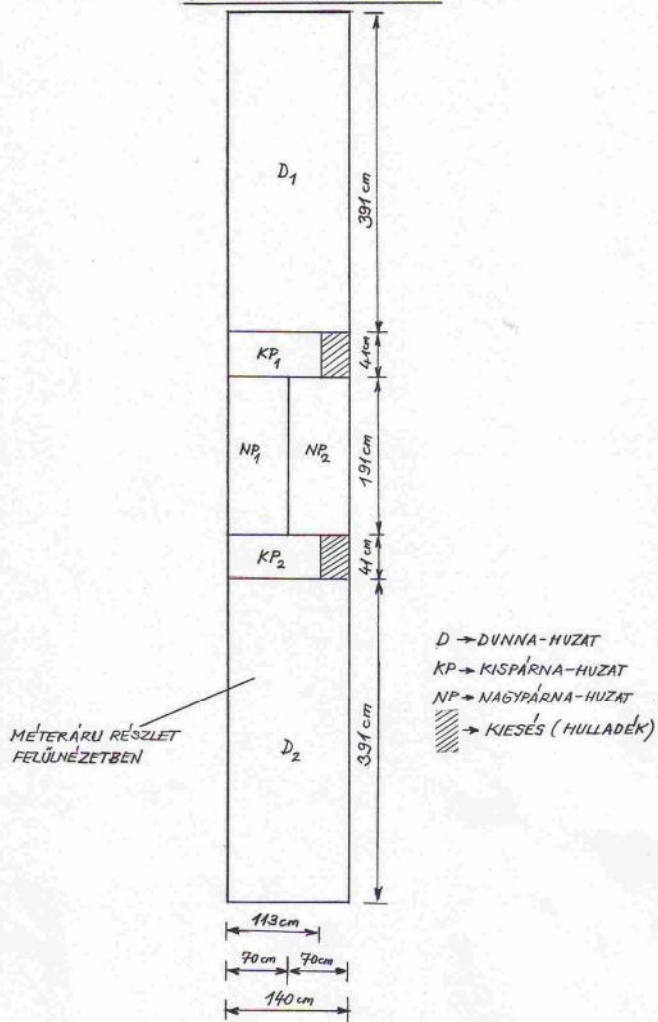 D1
391 cm
KP1
41 cm
NP1
NP2
191 cm
KP2
41 cm
D2
391 cm
MÉTERÁRU RÉSZLET
FELÜLNÉZETBEN
D → DUNNA-HUZAT
KP → KISPÁRNA-HUZAT
NP → NAGYPÁRNA-HUZAT
→ KIESÉS (HULLADÉK)
113 cm
70 cm
70 cm
140 cm